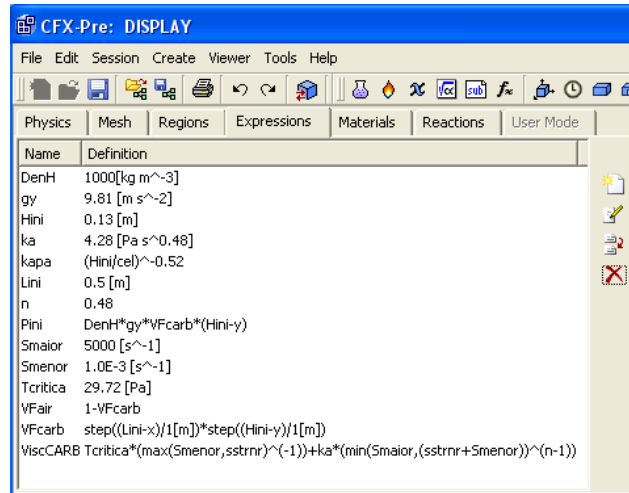 CFX-Pre: DISPLAY
File Edit Session Create Viewer Tools Help
√α sub f∞
Physics Mesh Regions Expressions Materials Reactions User Mode
Name Definition
DenH 1000[kg m^-3]
gy 9.81 [m s^-2]
Hini 0.13 [m]
ka 4.28 [Pa s^0.48]
kapa (Hini/cel)^-0.52
Lini 0.5 [m]
n 0.48
Pini DenH*gy*VFcarb*(Hini-y)
Smaior 5000 [s^-1]
Smenor 1.0E-3 [s^-1]
Tcritica 29.72 [Pa]
VFair 1-VFcarb
VFcarb step((Lini-x)/1[m])*step((Hini-y)/1[m])
ViscCARB Tcritica*(max(Smenor,sstrnr)^(-1))+ka*(min(Smaior,(sstrnr+Smenor))^(n-1))